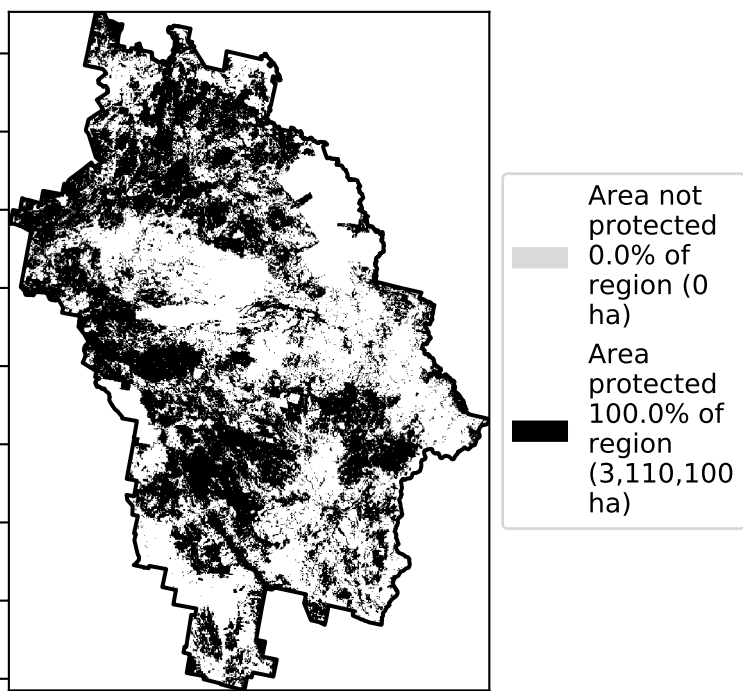 Area not
protected
0.0% of
region (0
ha)
Area
protected
100.0% of
region
(3,110,100
ha)